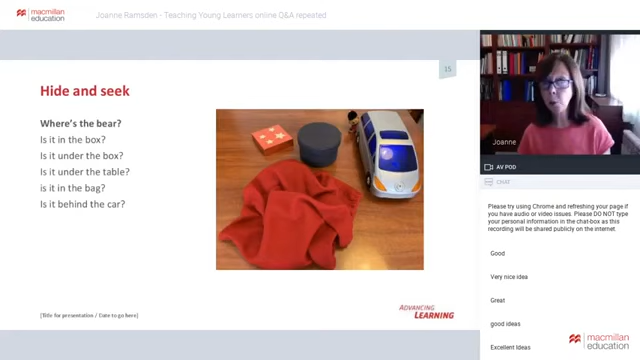 macmillan
education
Joanne Ramsden - Teaching Young Learners online Q&A repeated
15
Hide and seek
Where's the bear?
Is it in the box?
Is it under the box?
Is it under the table?
is it in the bag?
Is it behind the car?
ADVANCING
LEARNING
[Title for presentation / Date to go here]
Joanne
AV POD
CHAT
Please try using Chrome and refreshing your page if
you have audio or video issues. Please DO NOT type
your personal information in the chat-box as this
recording will be shared publicly on the internet.
Good
Very nice idea
Great
good ideas
Excellent Ideas
macmillan
education